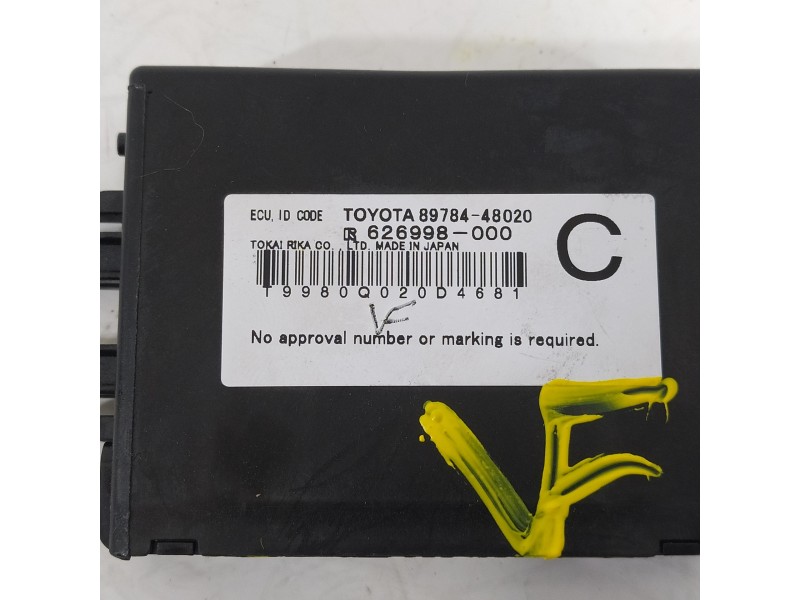 ECU, ID CODE TOYOTA 89784-48020
R 626998-000
C
TOKAI RIKA CO., LTD. MADE IN JAPAN
T9980Q020D4681
VF
No approval number or marking is required.
VF